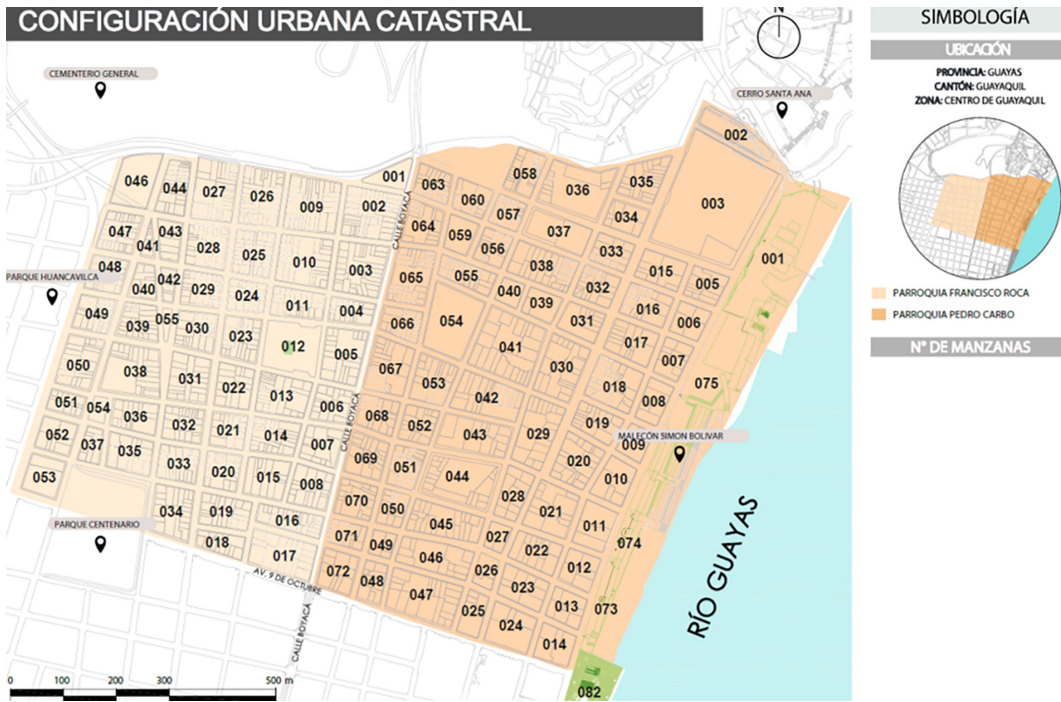 CONFIGURACIÓN URBANA CATASTRAL
N
SIMBOLOGÍA
UBICACIÓN
PROVINCIA: GUAYAS
CANTÓN: GUAYAQUIL
ZONA: CENTRO DE GUAYAQUIL
PARROQUIA FRANCISCO ROCA
PARROQUIA PEDRO CARBO
N° DE MANZANAS
CEMENTERIO GENERAL
CERRO SANTA ANA
PARQUE HUANCAVILCA
PARQUE CENTENARIO
MALECÓN SIMON BOLIVAR
RÍO GUAYAS
CALLE BOYACÁ
CALLE BOYACÁ
CALLE BOYACÁ
AV. 9 DE OCTUBRE
046 044 027 026 009 002 001
047 041 043 028 025 010 003
048 040 042 029 024 011 004
049 039 055 030 023 012 005
050 038 031 022 013 006
051 054 036 032 021 014 007
052 037 035 033 020 015 008
053 034 019 016
018 017
063 060 058 036 035 002
064 059 057 037 034 003
065 055 056 038 033 015 005 001
066 054 040 039 032 016 006
067 053 041 031 017 007
068 052 042 030 018 008 075
069 051 043 029 019 009
070 050 044 028 020 010
071 049 045 027 021 011 074
072 048 046 026 022 012
047 025 023 013 073
024 014
082
0 100 200 300 500 m